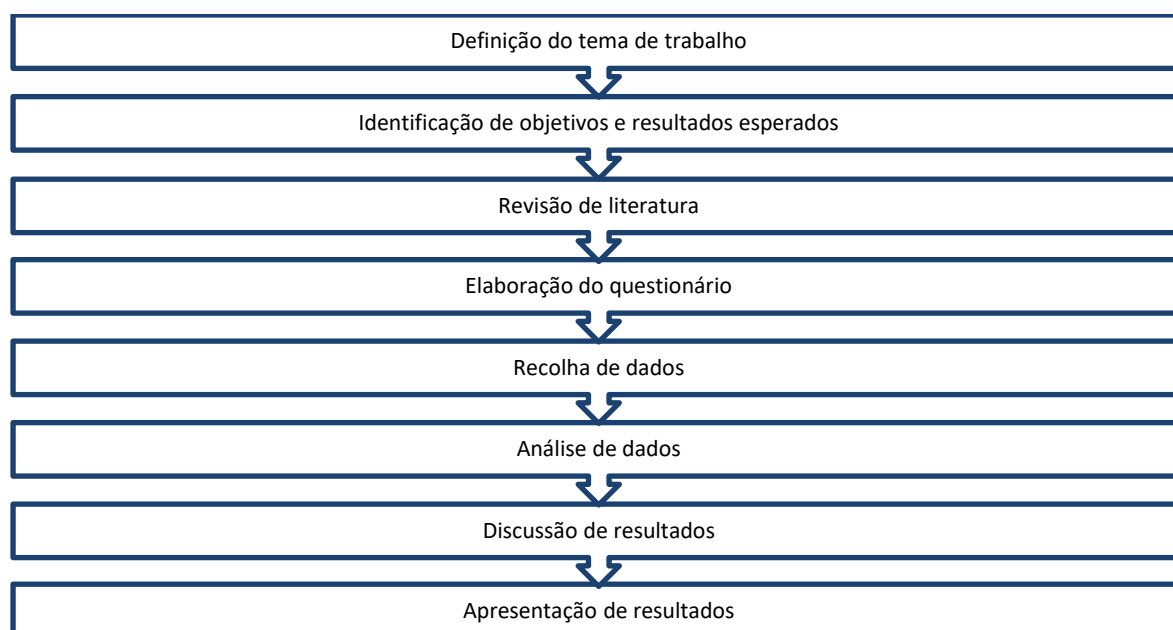 Definição do tema de trabalho
Identificação de objetivos e resultados esperados
Revisão de literatura
Elaboração do questionário
Recolha de dados
Análise de dados
Discussão de resultados
Apresentação de resultados